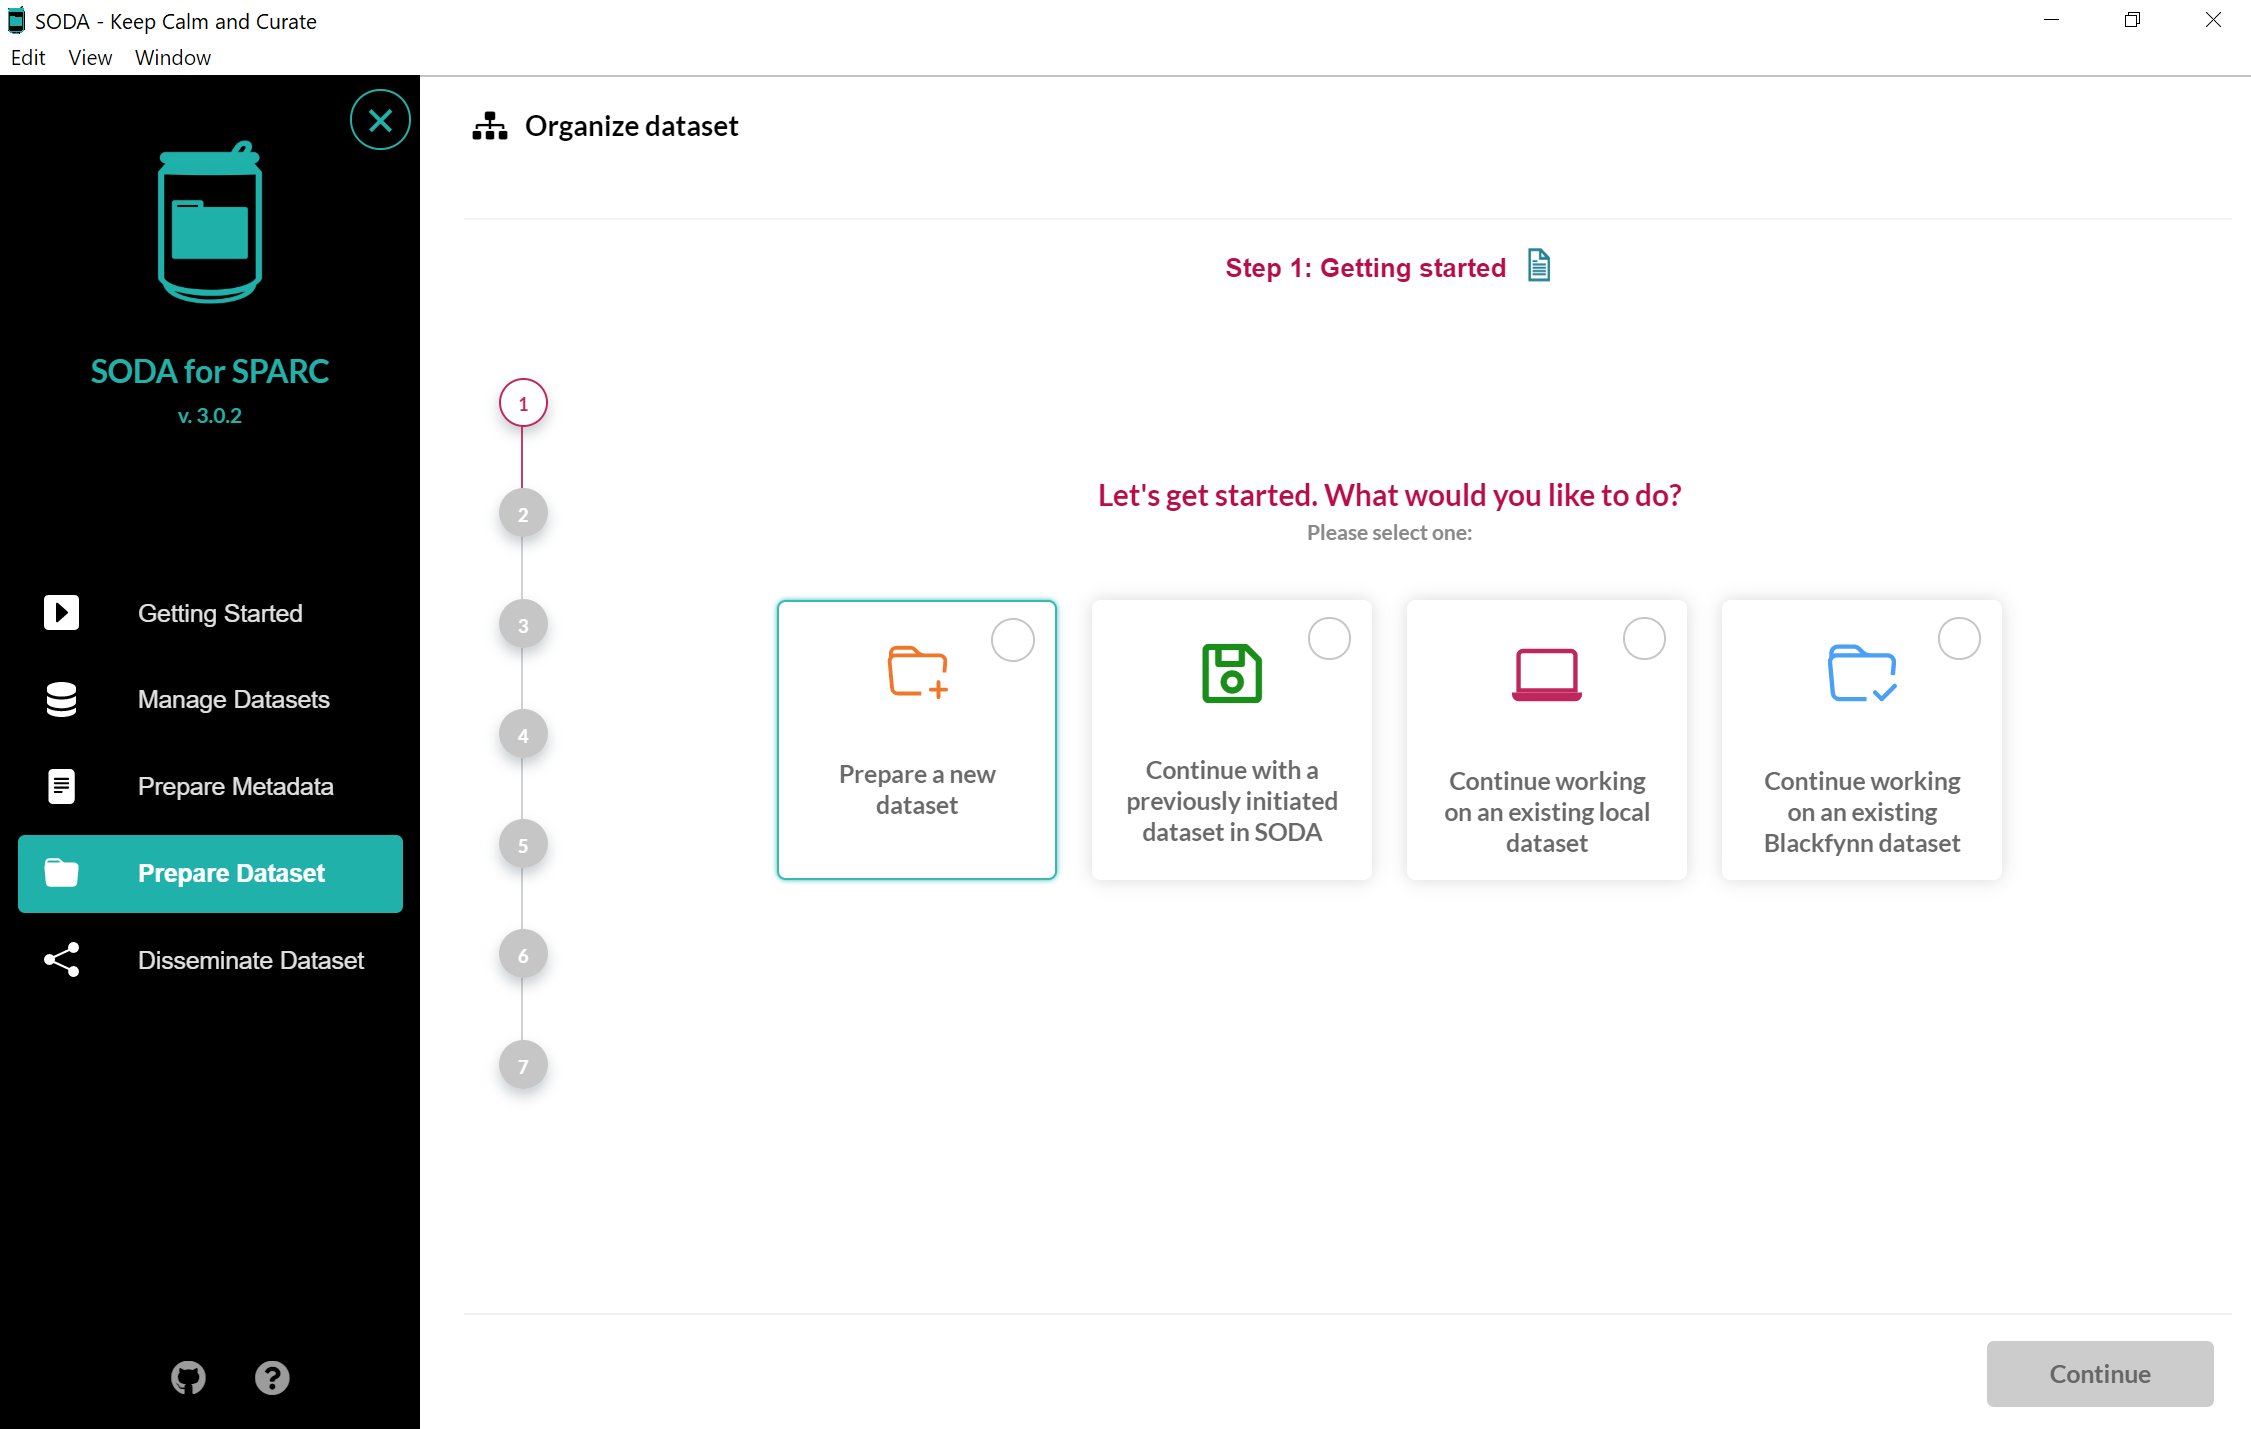 SODA - Keep Calm and Curate
Edit View Window
SODA for SPARC
v. 3.0.2
Getting Started
Manage Datasets
Prepare Metadata
Prepare Dataset
Disseminate Dataset
Organize dataset
Step 1: Getting started
1
2
3
4
5
6
7
Let's get started. What would you like to do?
Please select one:
Prepare a new
dataset
Continue with a
previously initiated
dataset in SODA
Continue working
on an existing local
dataset
Continue working
on an existing
Blackfynn dataset
Continue